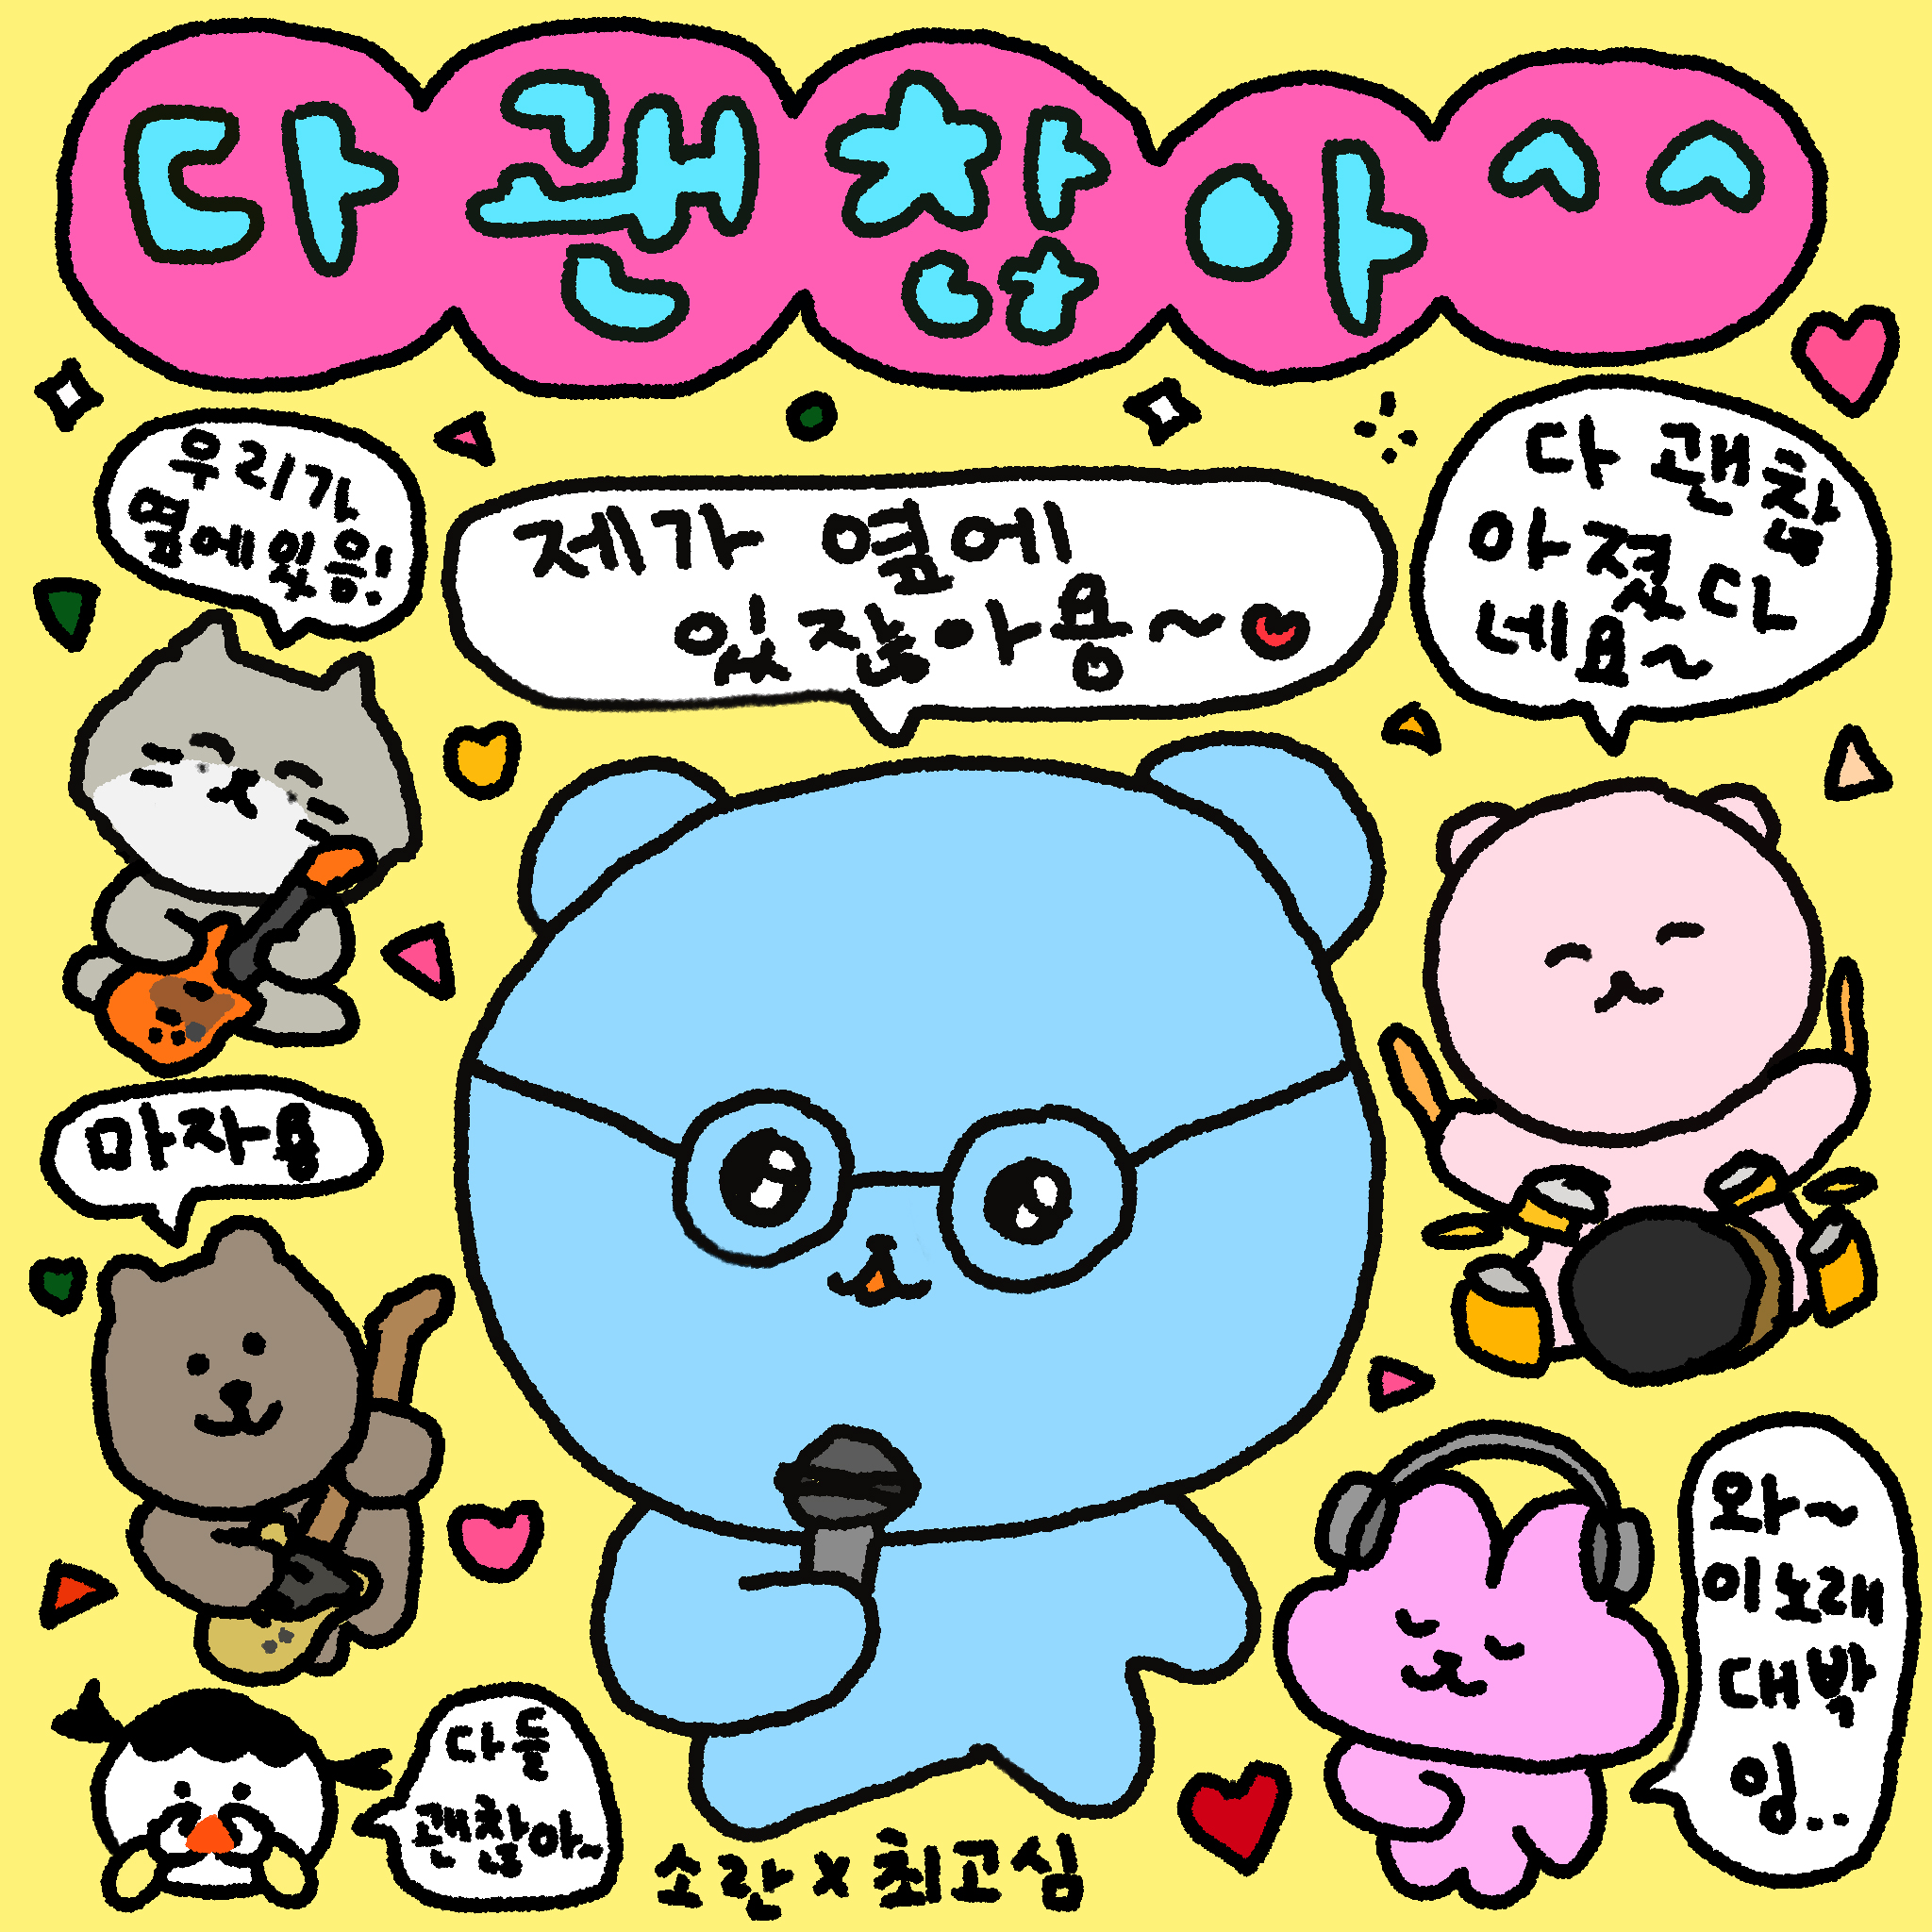 다 괜찮아 ^^
우리가
옆에있음!
제가 옆에
있잖아용~
다 괜찮
아졌다
네요~
마자용
와~
이노래
대박
잉..
다들
괜찮아~
소란 x 최고심